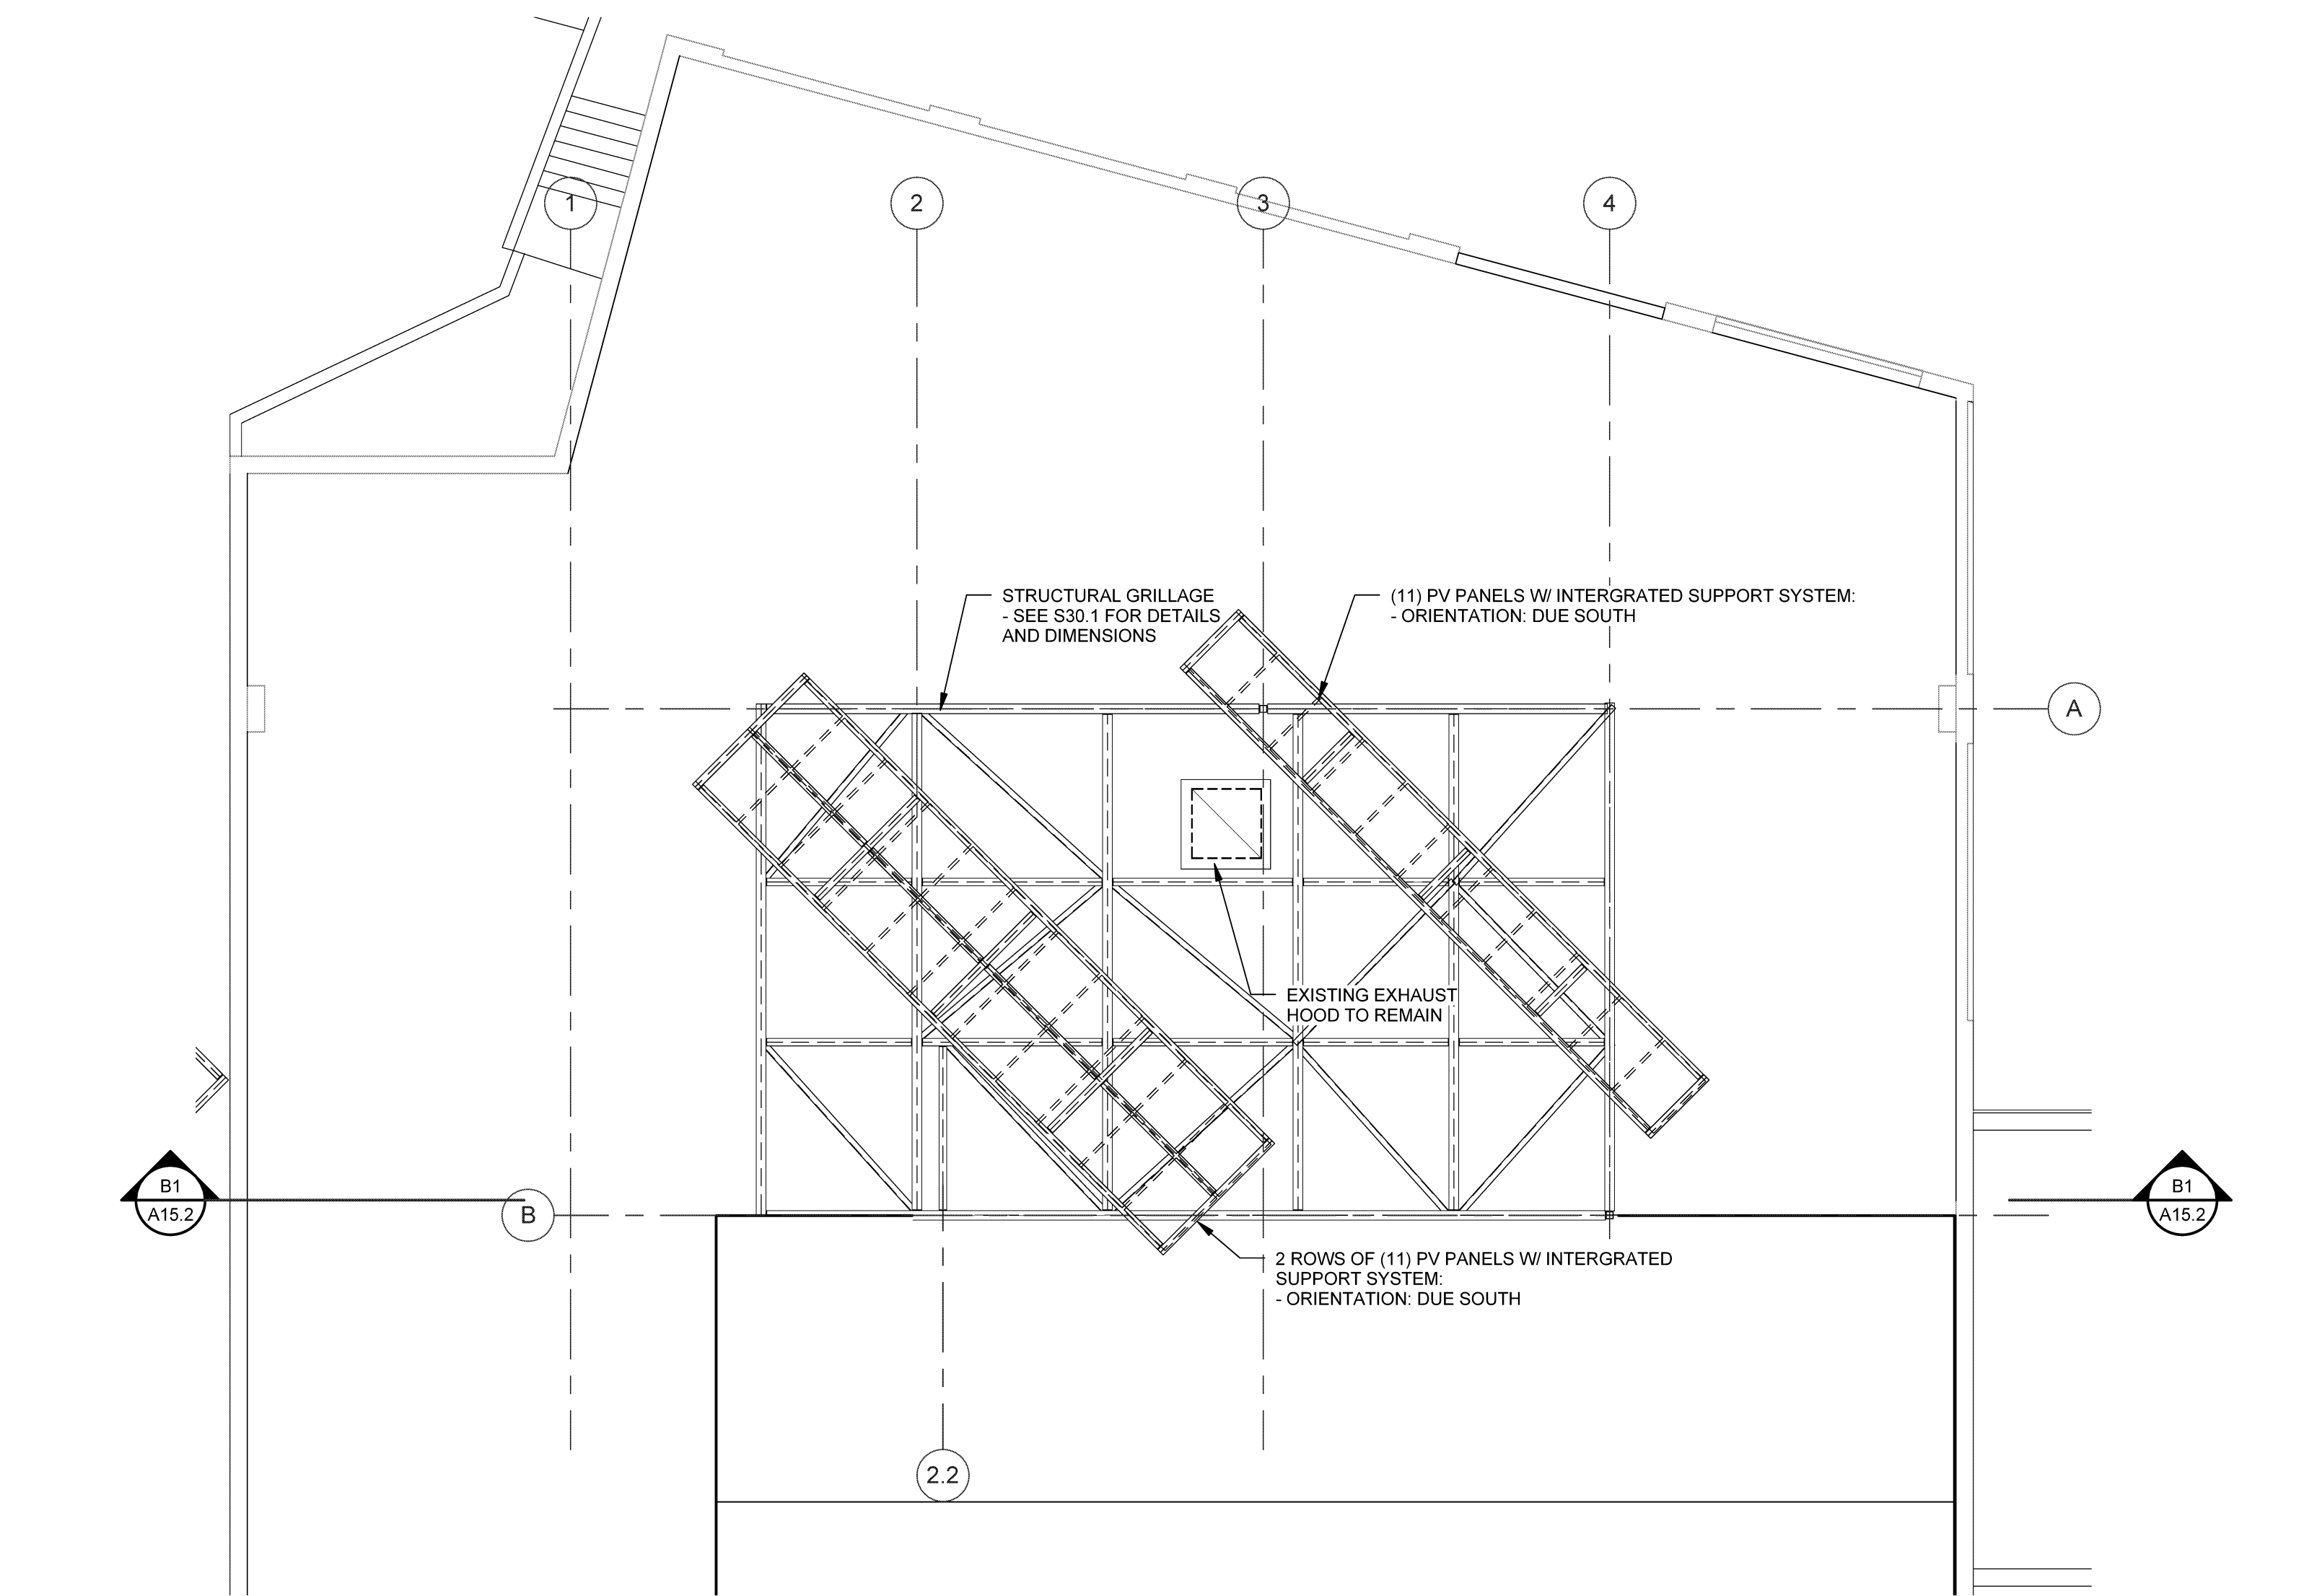 1
2
3
4
STRUCTURAL GRILLAGE
- SEE S30.1 FOR DETAILS
AND DIMENSIONS
(11) PV PANELS W/ INTERGRATED SUPPORT SYSTEM:
- ORIENTATION: DUE SOUTH
A
EXISTING EXHAUST
HOOD TO REMAIN
B1
A15.2
B
B1
A15.2
2 ROWS OF (11) PV PANELS W/ INTERGRATED
SUPPORT SYSTEM:
- ORIENTATION: DUE SOUTH
2.2